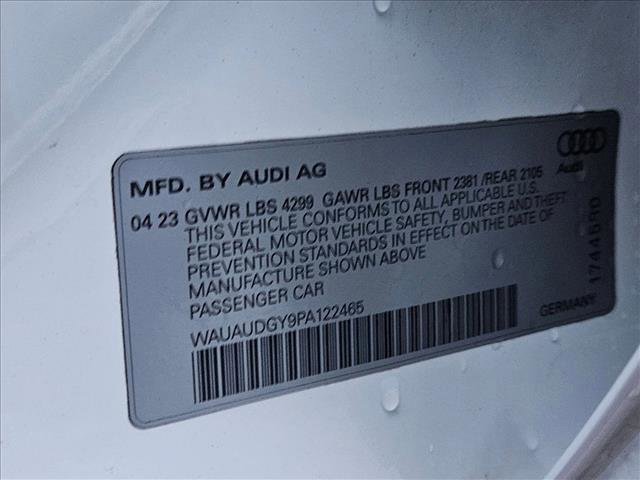 MFD. BY AUDI AG
Audi
04 23 GVWR LBS 4299 GAWR LBS FRONT 2381 /REAR 2105
THIS VEHICLE CONFORMS TO ALL APPLICABLE U.S.
FEDERAL MOTOR VEHICLE SAFETY, BUMPER AND THEFT
PREVENTION STANDARDS IN EFFECT ON THE DATE OF
MANUFACTURE SHOWN ABOVE
PASSENGER CAR
WAUAUDGY9PA122465
GERMANY